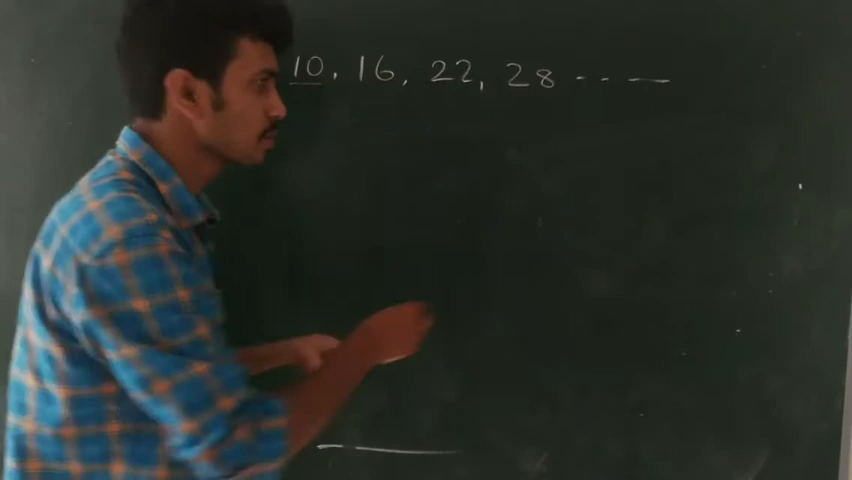 10, 16, 22, 28 -- —